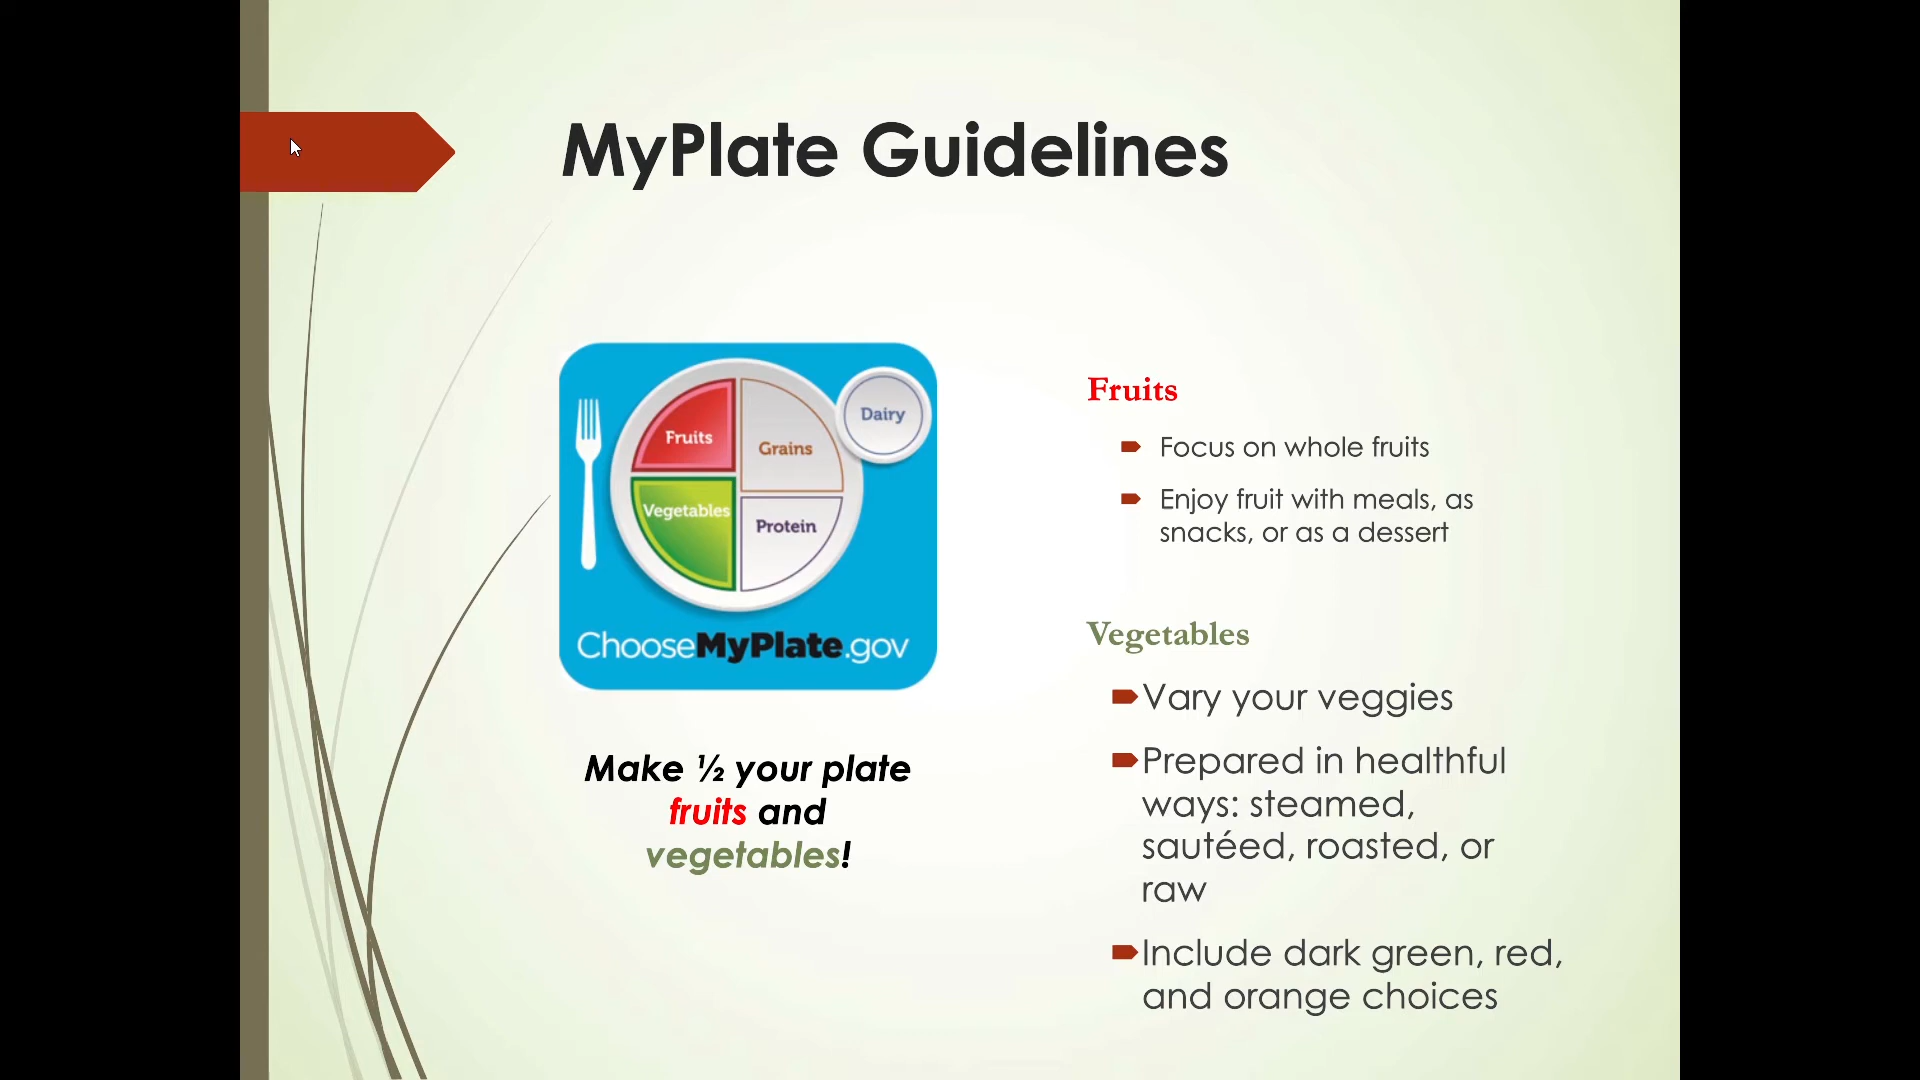 MyPlate Guidelines
Fruits
Grains
Dairy
Vegetables
Protein
ChooseMyPlate.gov
Make ½ your plate
fruits and
vegetables!
Fruits
Focus on whole fruits
Enjoy fruit with meals, as
snacks, or as a dessert
Vegetables
Vary your veggies
Prepared in healthful
ways: steamed,
sautéed, roasted, or
raw
Include dark green, red,
and orange choices